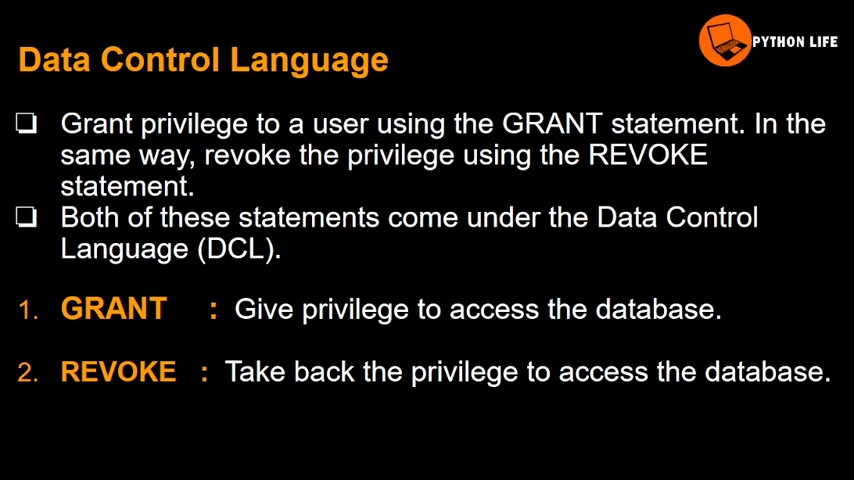 PYTHON LIFE
Data Control Language
❏ Grant privilege to a user using the GRANT statement. In the
same way, revoke the privilege using the REVOKE
statement.
❏ Both of these statements come under the Data Control
Language (DCL).
1. GRANT : Give privilege to access the database.
2. REVOKE : Take back the privilege to access the database.